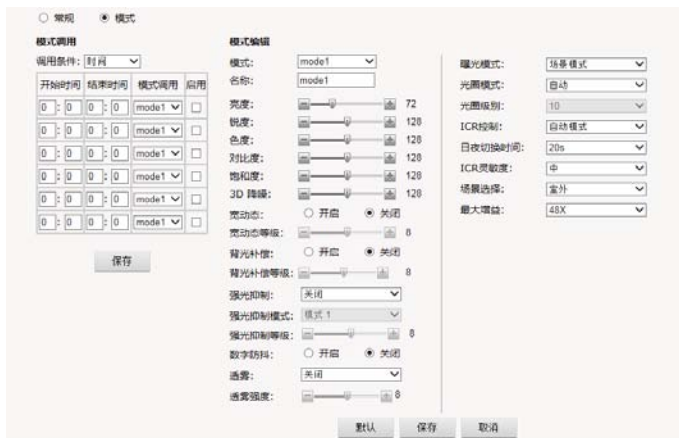 常规 模式
模式调用
调用条件: 时间
开始时间 结束时间 模式调用 启用
0 : 0 0 : 0 mode1
0 : 0 0 : 0 mode1
0 : 0 0 : 0 mode1
0 : 0 0 : 0 mode1
0 : 0 0 : 0 mode1
0 : 0 0 : 0 mode1
保存
模式编辑
模式: mode1
名称: mode1
亮度: 72
锐度: 128
色度: 128
对比度: 128
饱和度: 128
3D 降噪: 128
宽动态: 开启 关闭
宽动态等级: 8
背光补偿: 开启 关闭
背光补偿等级: 8
强光抑制: 关闭
强光抑制模式: 模式 1
强光抑制等级: 8
数字防抖: 开启 关闭
透雾: 关闭
透雾强度: 8
曝光模式: 场景模式
光圈模式: 自动
光圈级别: 10
ICR控制: 自动模式
日夜切换时间: 20s
ICR灵敏度: 中
场景选择: 室外
最大增益: 48X
默认 保存 取消